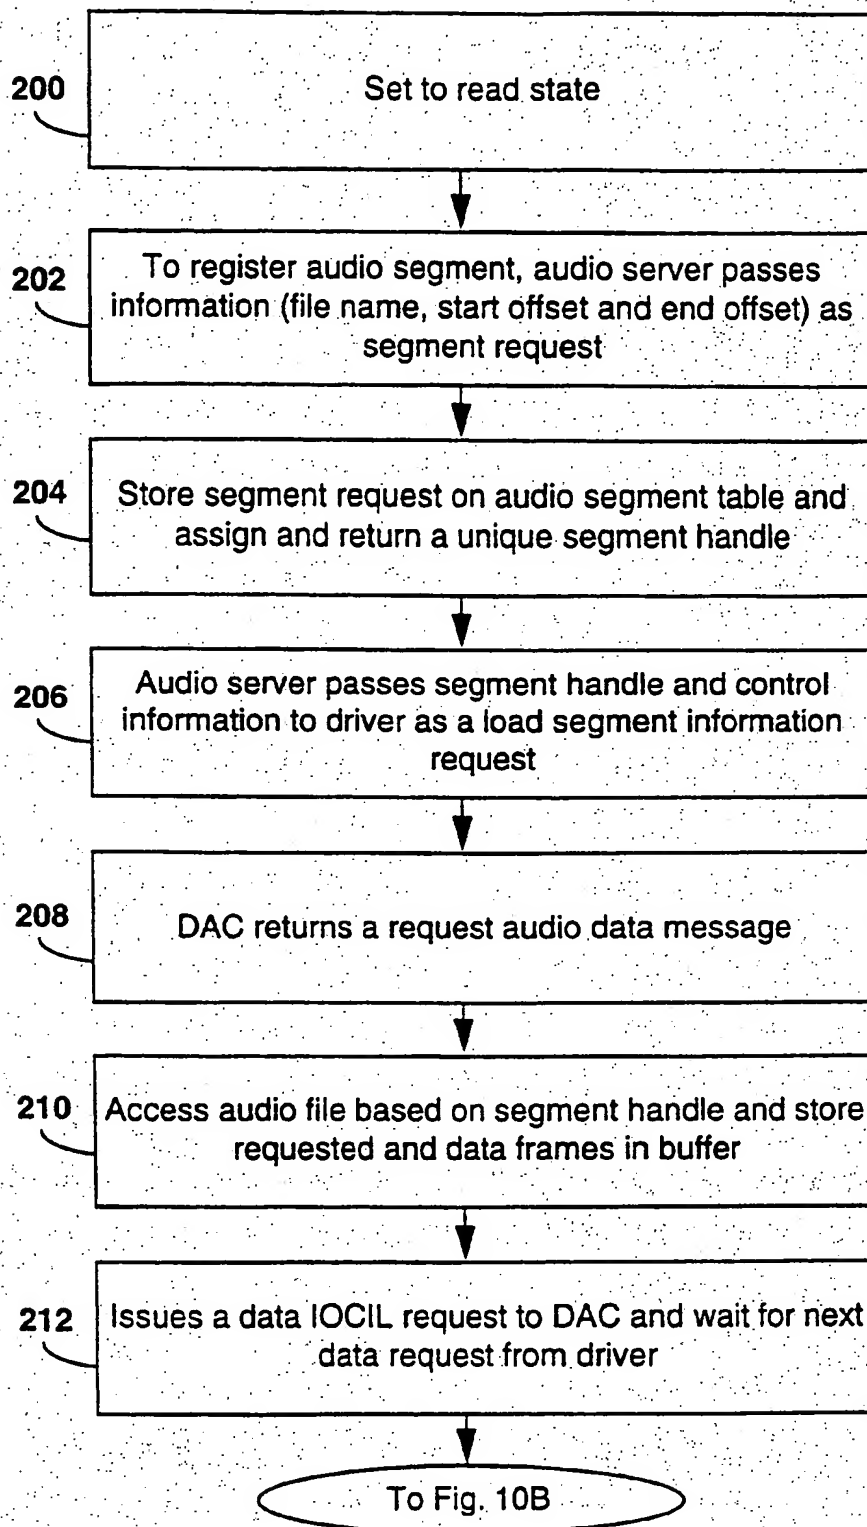 200
Set to read state
202
To register audio segment, audio server passes
information (file name, start offset and end offset) as
segment request
204
Store segment request on audio segment table and
assign and return a unique segment handle
206
Audio server passes segment handle and control
information to driver as a load segment information
request
208
DAC returns a request audio data message
210
Access audio file based on segment handle and store
requested and data frames in buffer
212
Issues a data IOCIL request to DAC and wait for next
data request from driver
To Fig. 10B